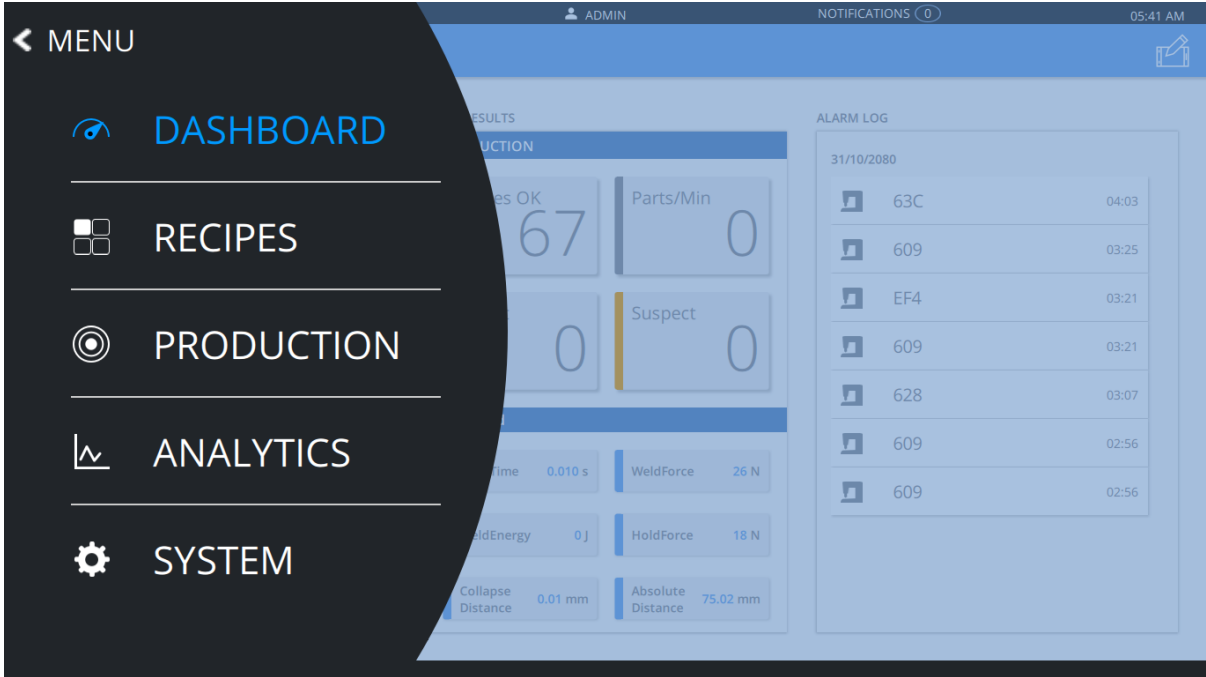 ADMIN
NOTIFICATIONS 0
05:41 AM
MENU
DASHBOARD
RECIPES
PRODUCTION
ANALYTICS
SYSTEM
ESULTS
UCTION
es OK
67
Parts/Min
0
0
Suspect
0
Time 0.010 s
WeldForce 26 N
eldEnergy 0 J
HoldForce 18 N
Collapse
Distance 0.01 mm
Absolute
Distance 75.02 mm
ALARM LOG
31/10/2080
63C 04:03
609 03:25
EF4 03:21
609 03:21
628 03:07
609 02:56
609 02:56